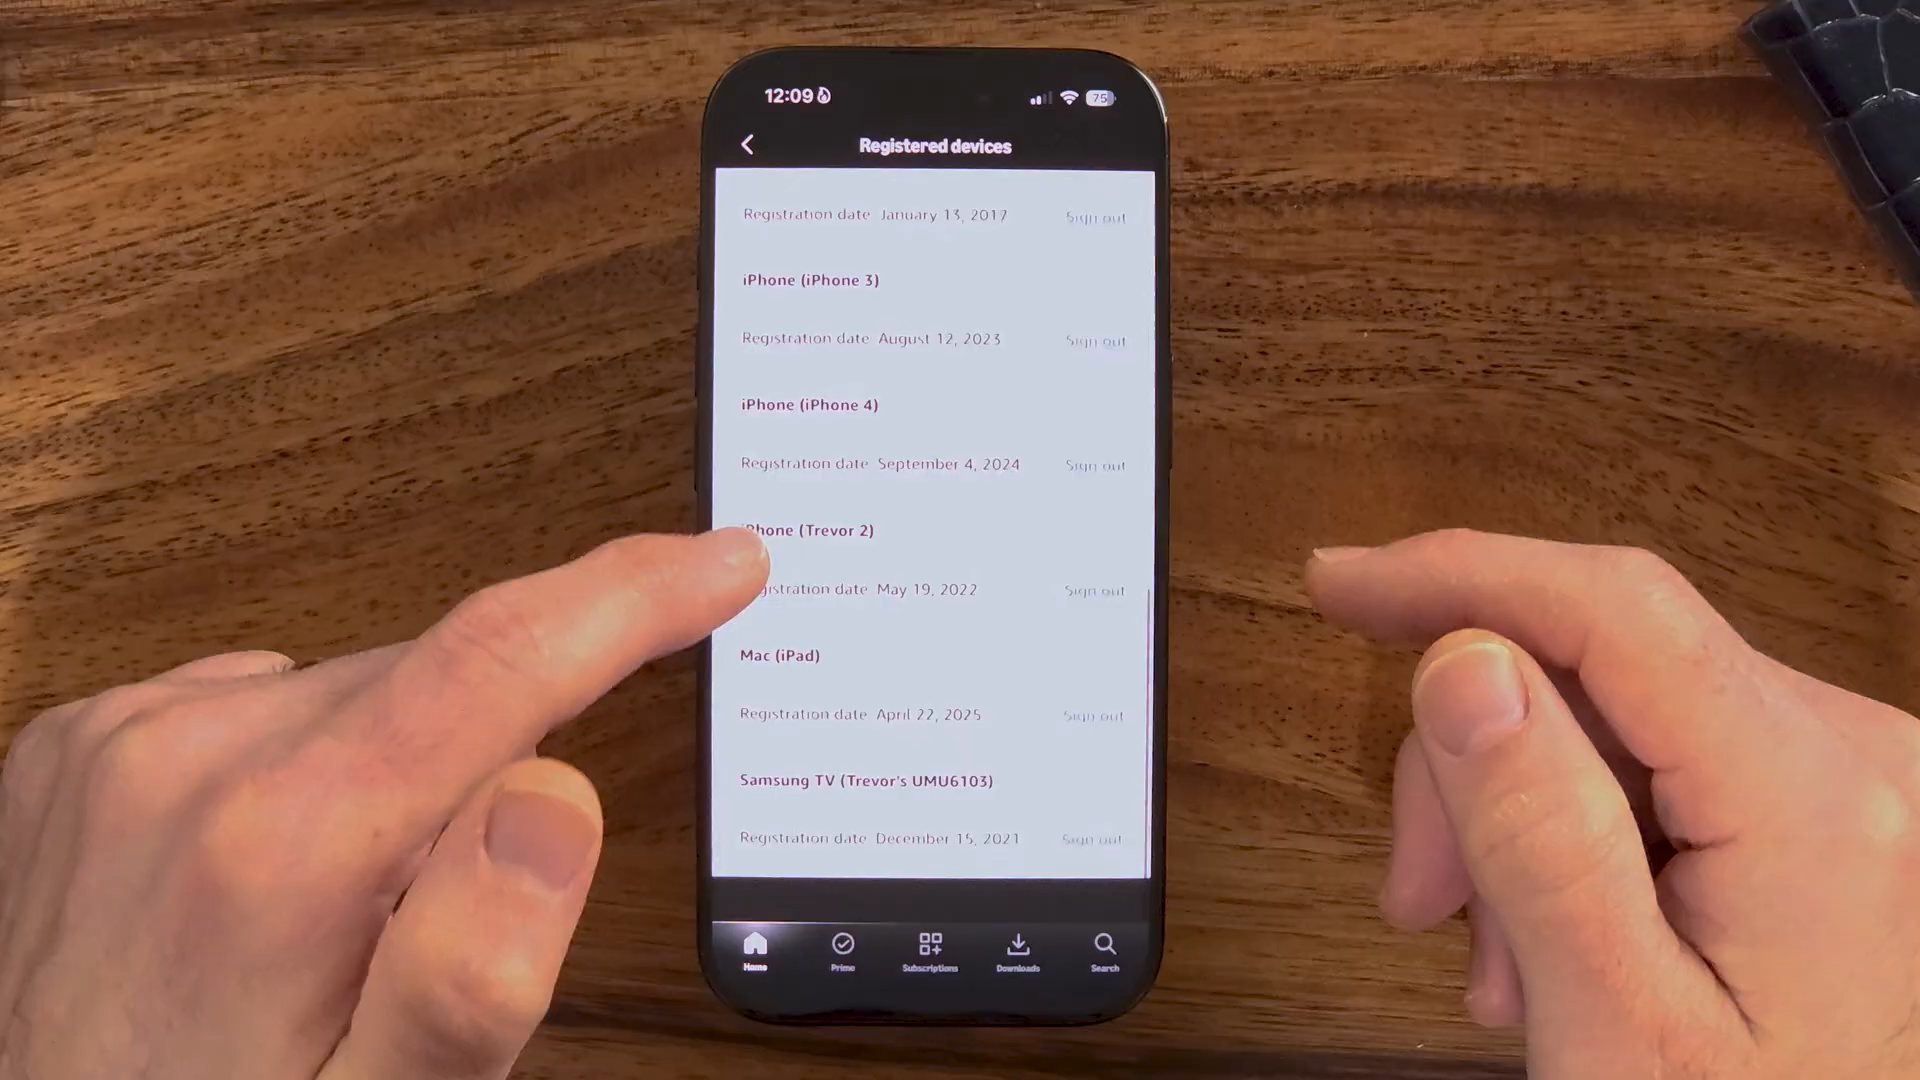 12:09
75
Registered devices
Registration date January 13, 2017
Sign out
iPhone (iPhone 3)
Registration date August 12, 2023
Sign out
iPhone (iPhone 4)
Registration date September 4, 2024
Sign out
Phone (Trevor 2)
gistration date May 19, 2022
Sign out
Mac (iPad)
Registration date April 22, 2025
Sign out
Samsung TV (Trevor's UMU6103)
Registration date December 15, 2021
Sign out
Home
Prime
Subscriptions
Downloads
Search